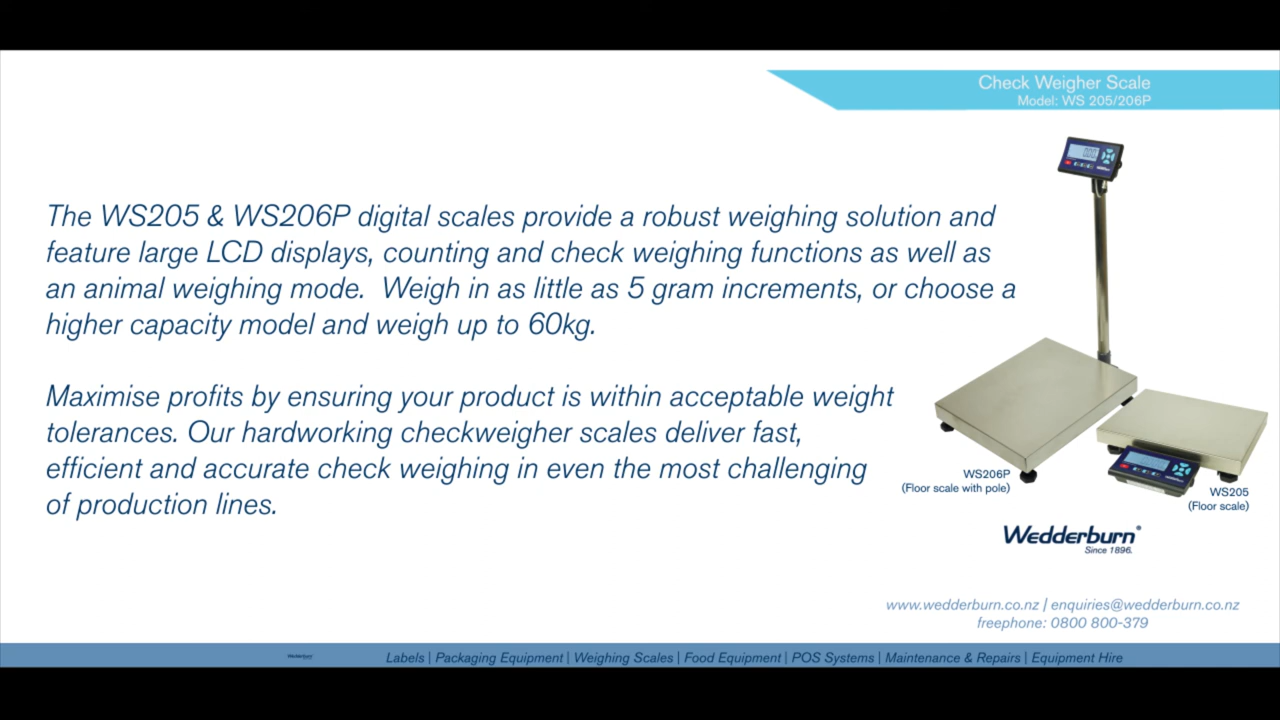 Check Weigher Scale
Model: WS 205/206P
The WS205 & WS206P digital scales provide a robust weighing solution and
feature large LCD displays, counting and check weighing functions as well as
an animal weighing mode.  Weigh in as little as 5 gram increments, or choose a
higher capacity model and weigh up to 60kg.
Maximise profits by ensuring your product is within acceptable weight
tolerances. Our hardworking checkweigher scales deliver fast,
efficient and accurate check weighing in even the most challenging
of production lines.
WS206P
(Floor scale with pole)
WS205
(Floor scale)
Wedderburn®
Since 1896.
www.wedderburn.co.nz | enquiries@wedderburn.co.nz
freephone: 0800 800-379
Wedderburn
Labels | Packaging Equipment | Weighing Scales | Food Equipment | POS Systems | Maintenance & Repairs | Equipment Hire